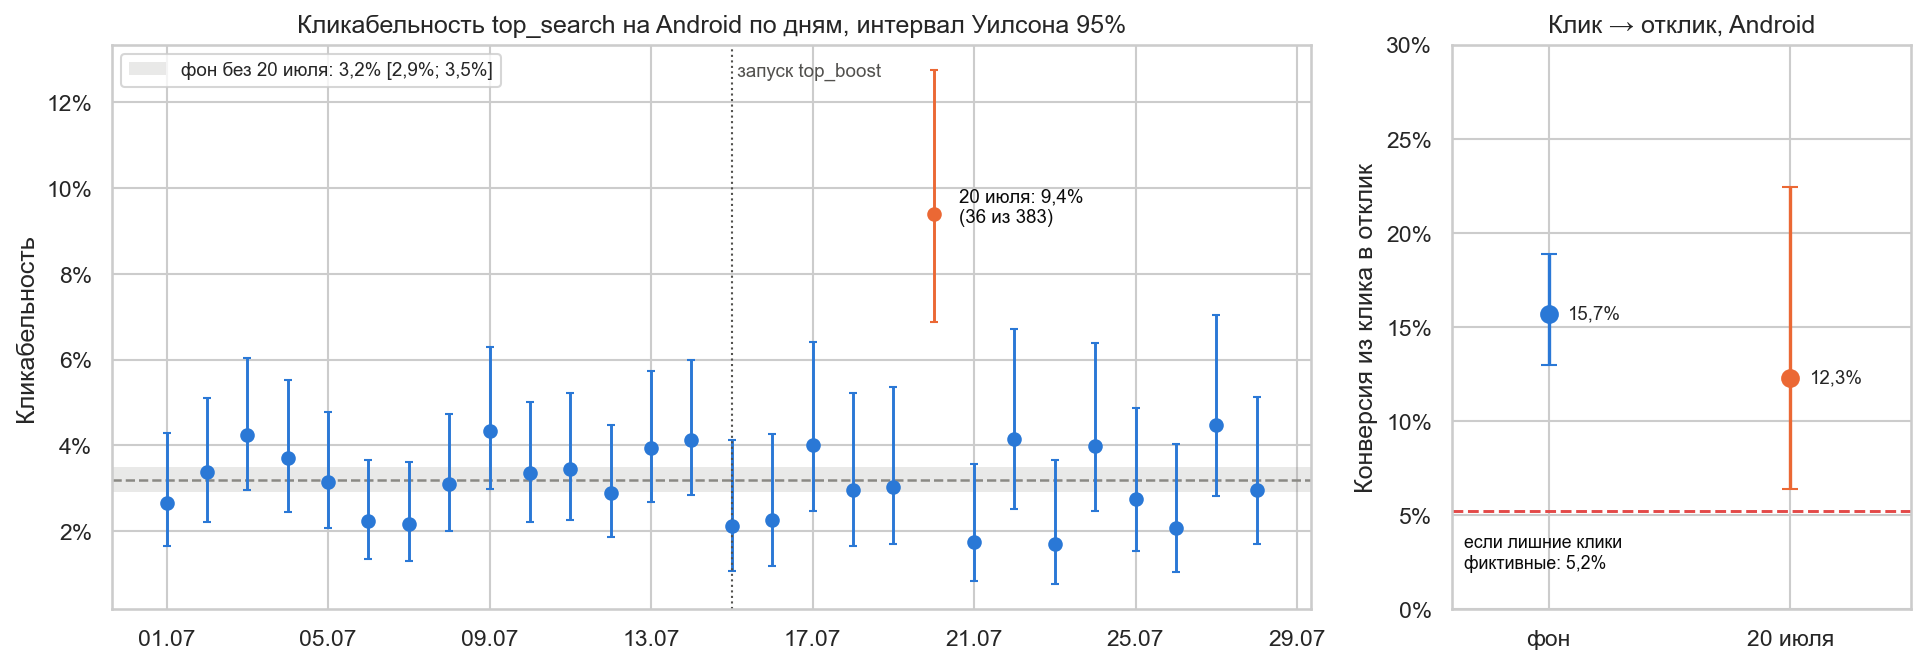 Кликабельность top_search на Android по дням, интервал Уилсона 95%
фон без 20 июля: 3,2% [2,9%; 3,5%]
запуск top_boost
20 июля: 9,4%
(36 из 383)
Кликабельность
12%
10%
8%
6%
4%
2%
01.07
05.07
09.07
13.07
17.07
21.07
25.07
29.07
Клик → отклик, Android
Конверсия из клика в отклик
30%
25%
20%
15%
10%
5%
0%
15,7%
12,3%
если лишние клики
фиктивные: 5,2%
фон
20 июля